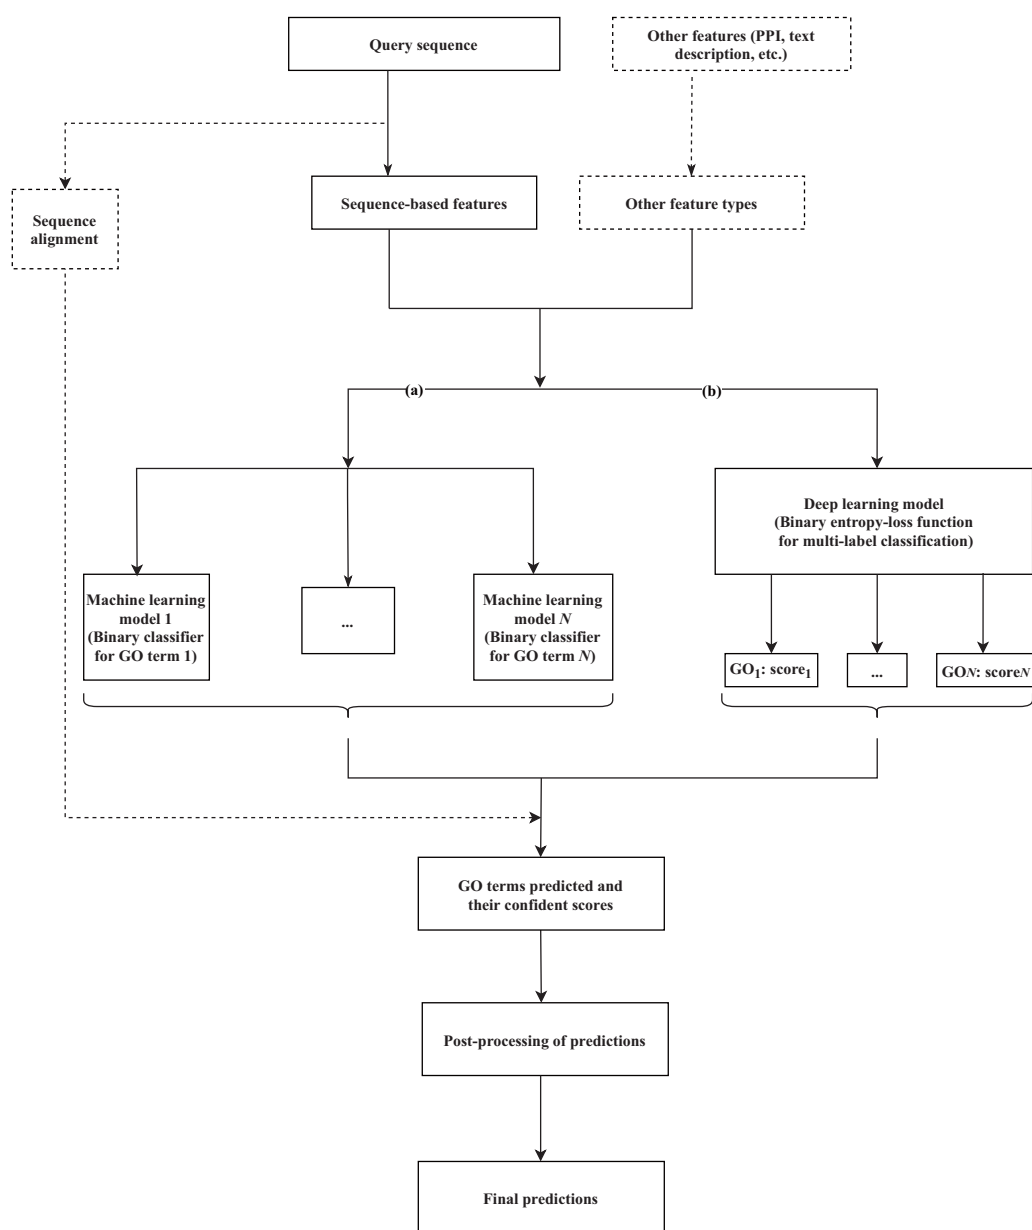 Query sequence
Other features (PPI, text
description, etc.)
Sequence
alignment
Sequence-based features
Other feature types
(a)
(b)
Deep learning model
(Binary entropy-loss function
for multi-label classification)
Machine learning
model 1
(Binary classifier
for GO term 1)
...
Machine learning
model N
(Binary classifier
for GO term N)
GO₁: score₁
...
GON: scoreN
GO terms predicted and
their confident scores
Post-processing of predictions
Final predictions